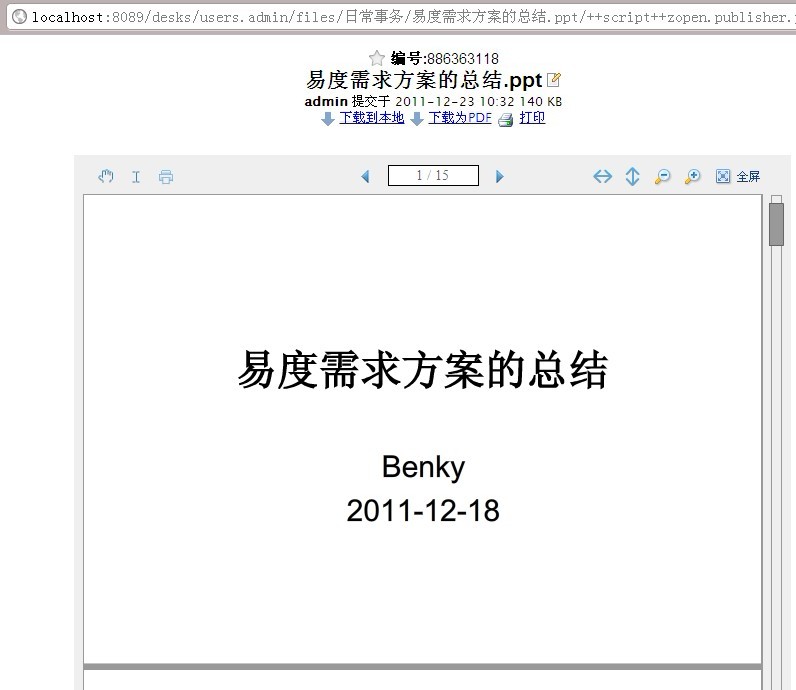 localhost:8089/desks/users.admin/files/日常事务/易度需求方案的总结.ppt/++script++zopen.publisher.
编号:886363118
易度需求方案的总结.ppt
admin 提交于 2011-12-23 10:32 140 KB
下载到本地 下载为PDF 打印
1 / 15
全屏
易度需求方案的总结
Benky
2011-12-18